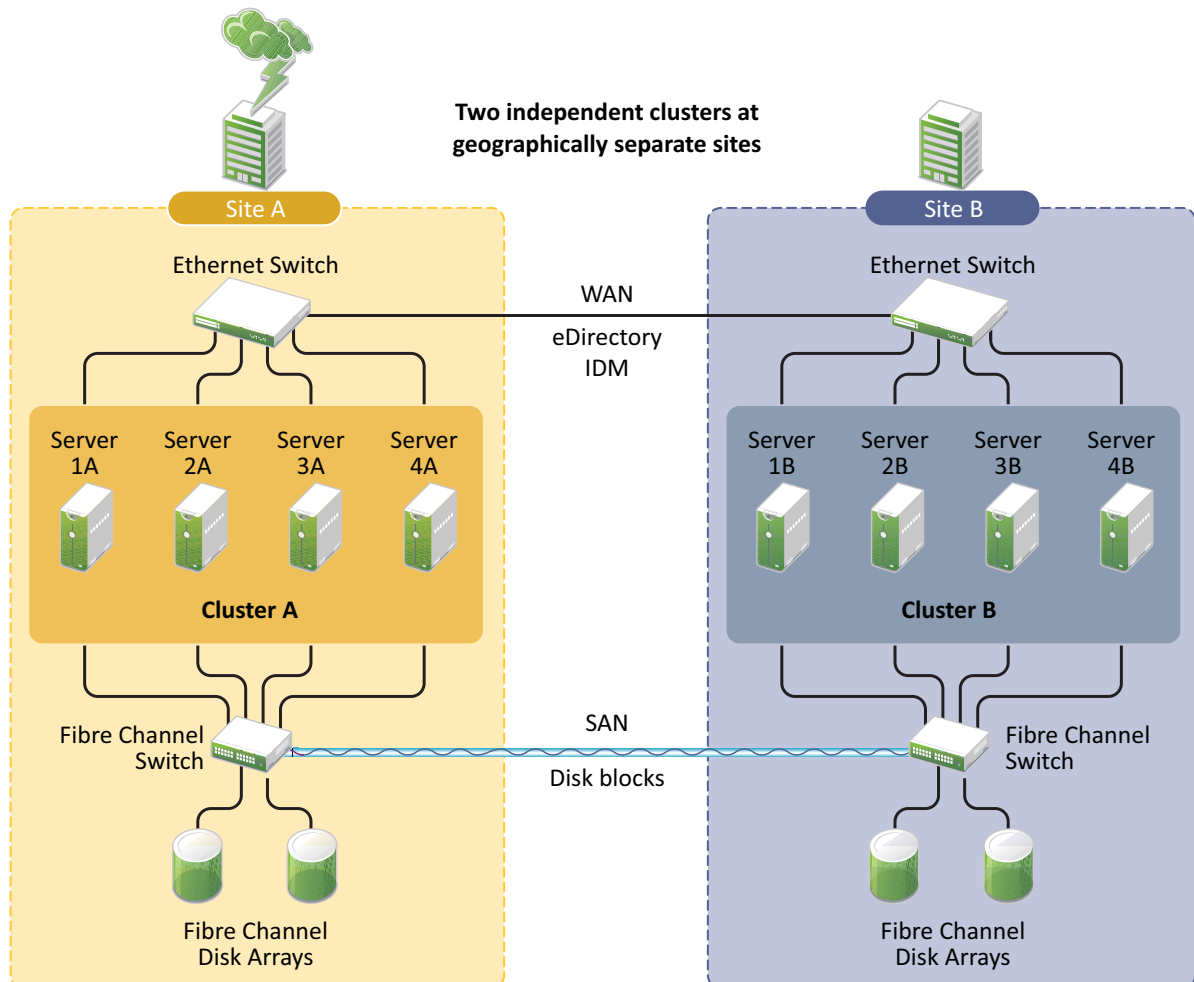 Two independent clusters at
geographically separate sites
Site A
Site B
Ethernet Switch
Ethernet Switch
WAN
eDirectory
IDM
Server
1A
Server
2A
Server
3A
Server
4A
Cluster A
Server
1B
Server
2B
Server
3B
Server
4B
Cluster B
Fibre Channel
Switch
SAN
Disk blocks
Fibre Channel
Switch
Fibre Channel
Disk Arrays
Fibre Channel
Disk Arrays